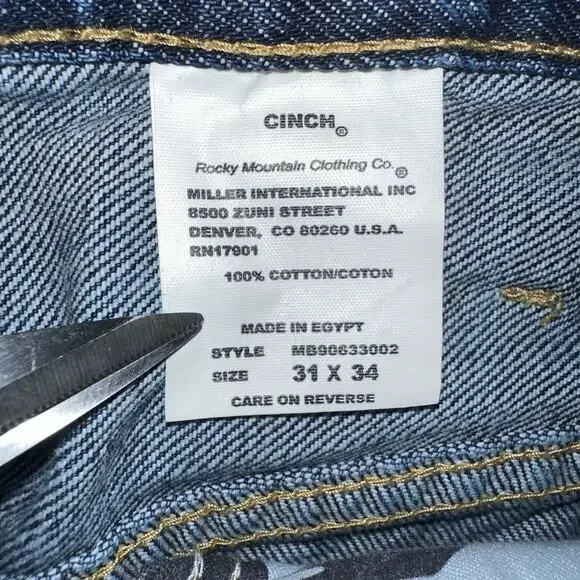 CINCH®
Rocky Mountain Clothing Co.®
MILLER INTERNATIONAL INC
8500 ZUNI STREET
DENVER, CO 80260 U.S.A.
RN17901
100% COTTON/COTON
MADE IN EGYPT
STYLE MB90633002
SIZE 31 X 34
CARE ON REVERSE